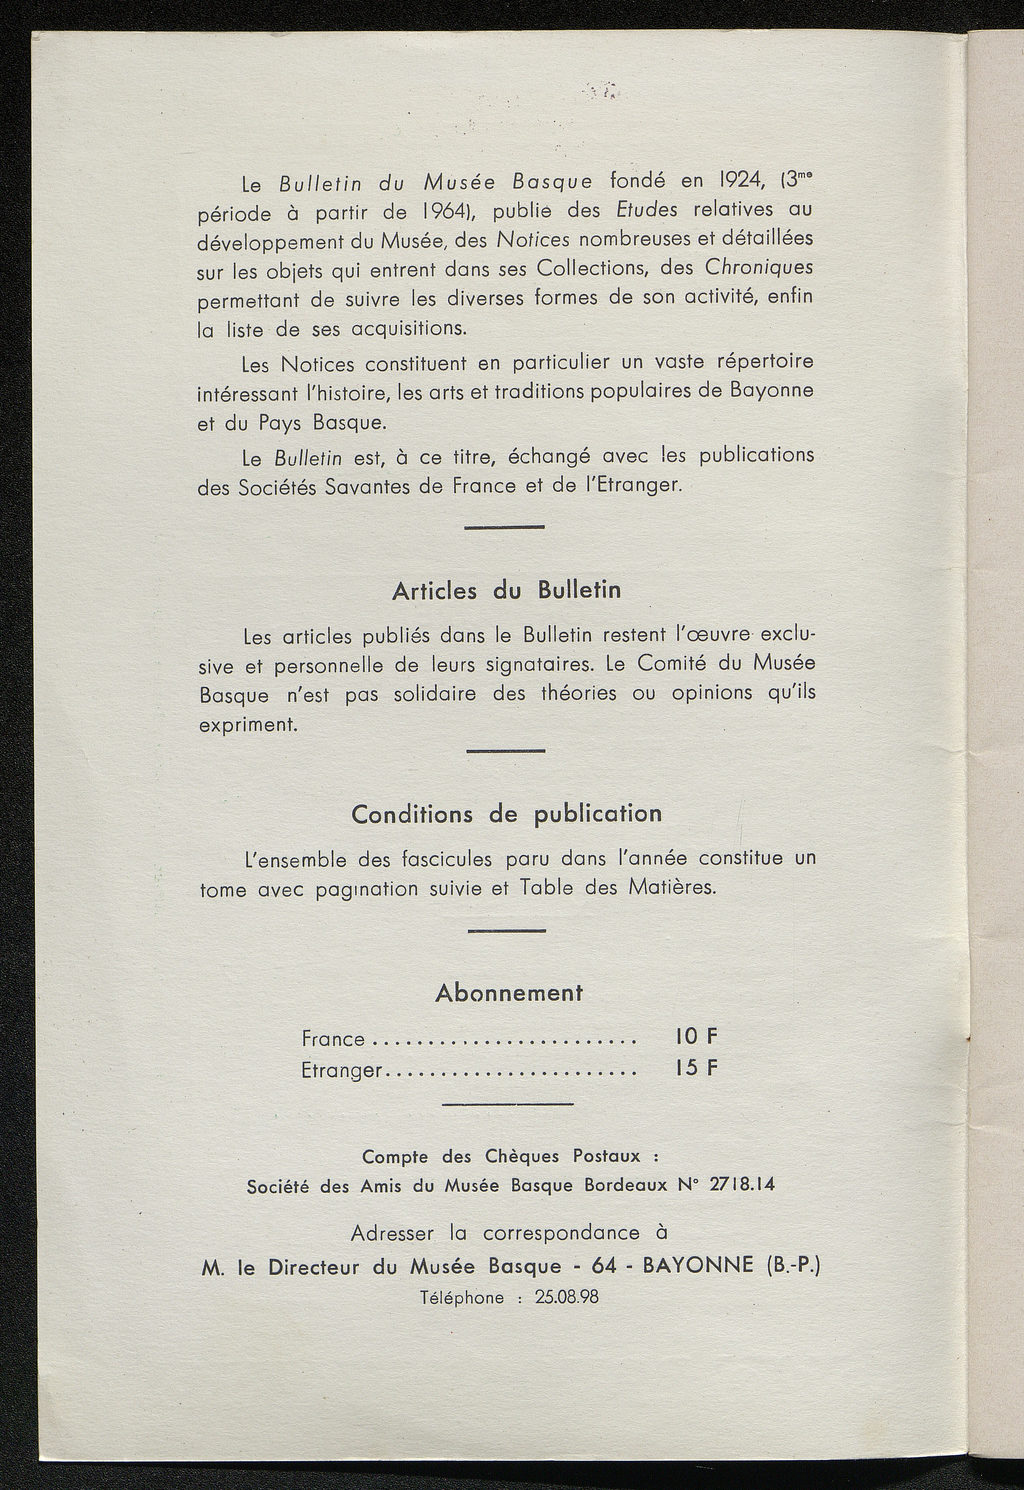 Le Bulletin du Musée Basque fondé en 1924, (3me
période à partir de 1964), publie des Etudes relatives au
développement du Musée, des Notices nombreuses et détaillées
sur les objets qui entrent dans ses Collections, des Chroniques
permettant de suivre les diverses formes de son activité, enfin
la liste de ses acquisitions.
Les Notices constituent en particulier un vaste répertoire
intéressant l'histoire, les arts et traditions populaires de Bayonne
et du Pays Basque.
Le Bulletin est, à ce titre, échangé avec les publications
des Sociétés Savantes de France et de l'Etranger.
Articles du Bulletin
Les articles publiés dans le Bulletin restent l'œuvre exclu-
sive et personnelle de leurs signataires. Le Comité du Musée
Basque n'est pas solidaire des théories ou opinions qu'ils
expriment.
Conditions de publication
L'ensemble des fascicules paru dans l'année constitue un
tome avec pagination suivie et Table des Matières.
Abonnement
France ........................ 10 F
Etranger....................... 15 F
Compte des Chèques Postaux :
Société des Amis du Musée Basque Bordeaux N° 2718.14
Adresser la correspondance à
M. le Directeur du Musée Basque - 64 - BAYONNE (B.-P.)
Téléphone : 25.08.98